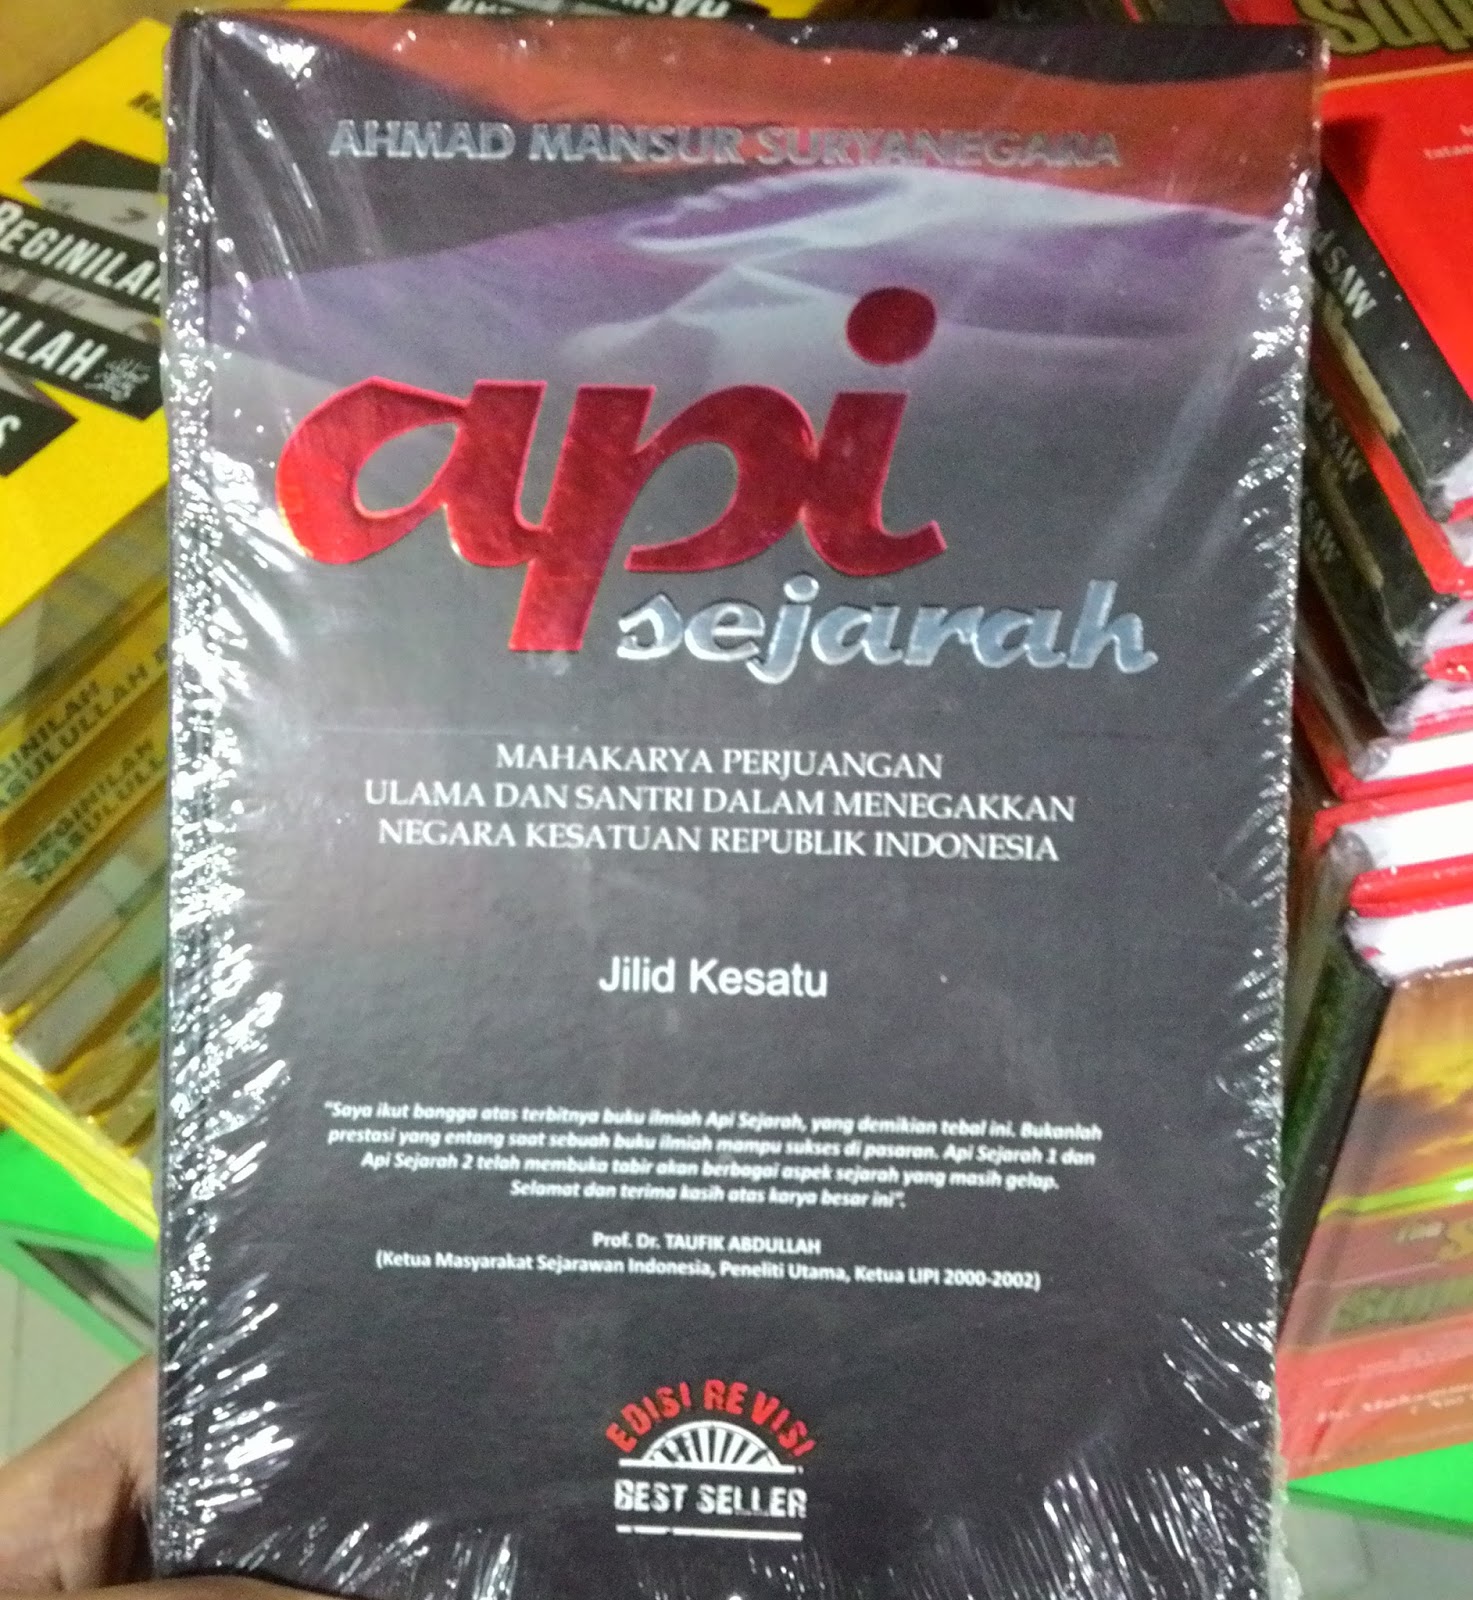 AHMAD MANSUR SURYANEGARA
api
sejarah
MAHAKARYA PERJUANGAN
ULAMA DAN SANTRI DALAM MENEGAKKAN
NEGARA KESATUAN REPUBLIK INDONESIA
Jilid Kesatu
"Saya ikut bangga atas terbitnya buku ilmiah Api Sejarah, yang demikian tebal ini. Bukanlah
prestasi yang entang saat sebuah buku ilmiah mampu sukses di pasaran. Api Sejarah 1 dan
Api Sejarah 2 telah membuka tabir akan berbagai aspek sejarah yang masih gelap.
Selamat dan terima kasih atas karya besar ini".
Prof. Dr. TAUFIK ABDULLAH
(Ketua Masyarakat Sejarawan Indonesia, Peneliti Utama, Ketua LIPI 2000-2002)
EDISI REVISI
BEST SELLER
BEGINILAH
SAW
SAW
SAW